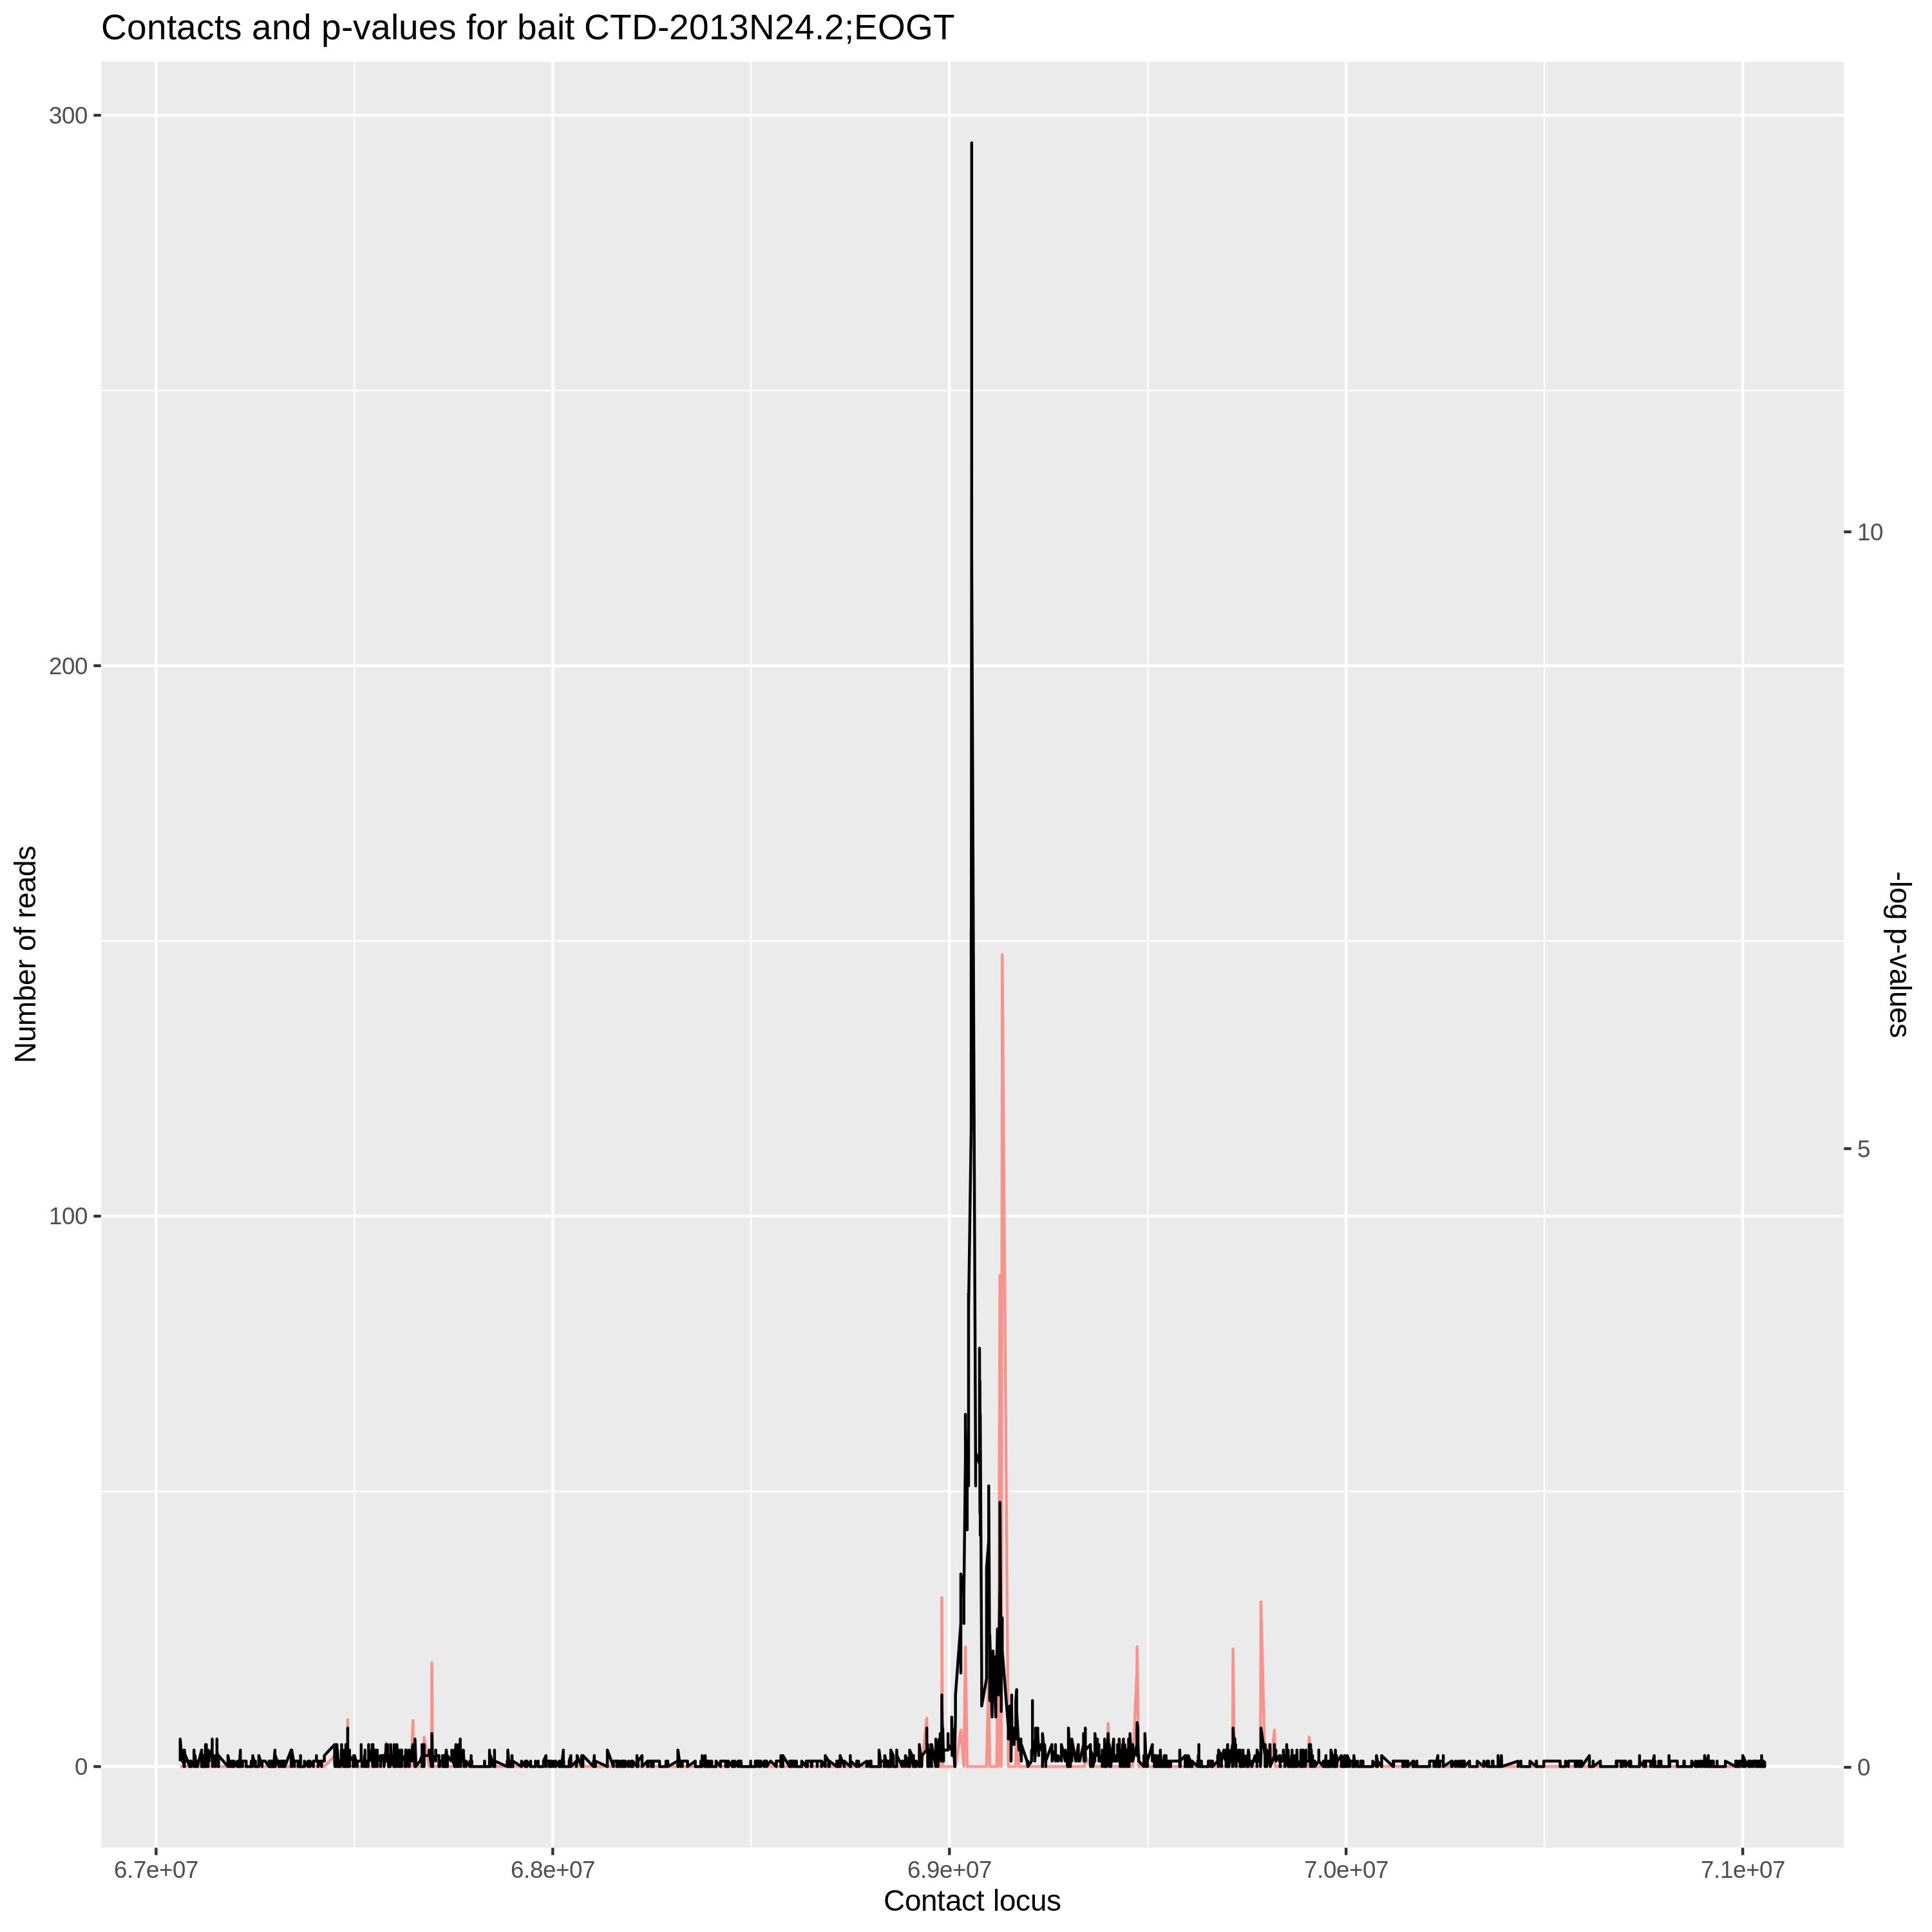 Contacts and p-values for bait CTD-2013N24.2;EOGT
300
200
100
0
Number of reads
10
5
0
-log p-values
6.7e+07 6.8e+07 6.9e+07 7.0e+07 7.1e+07
Contact locus